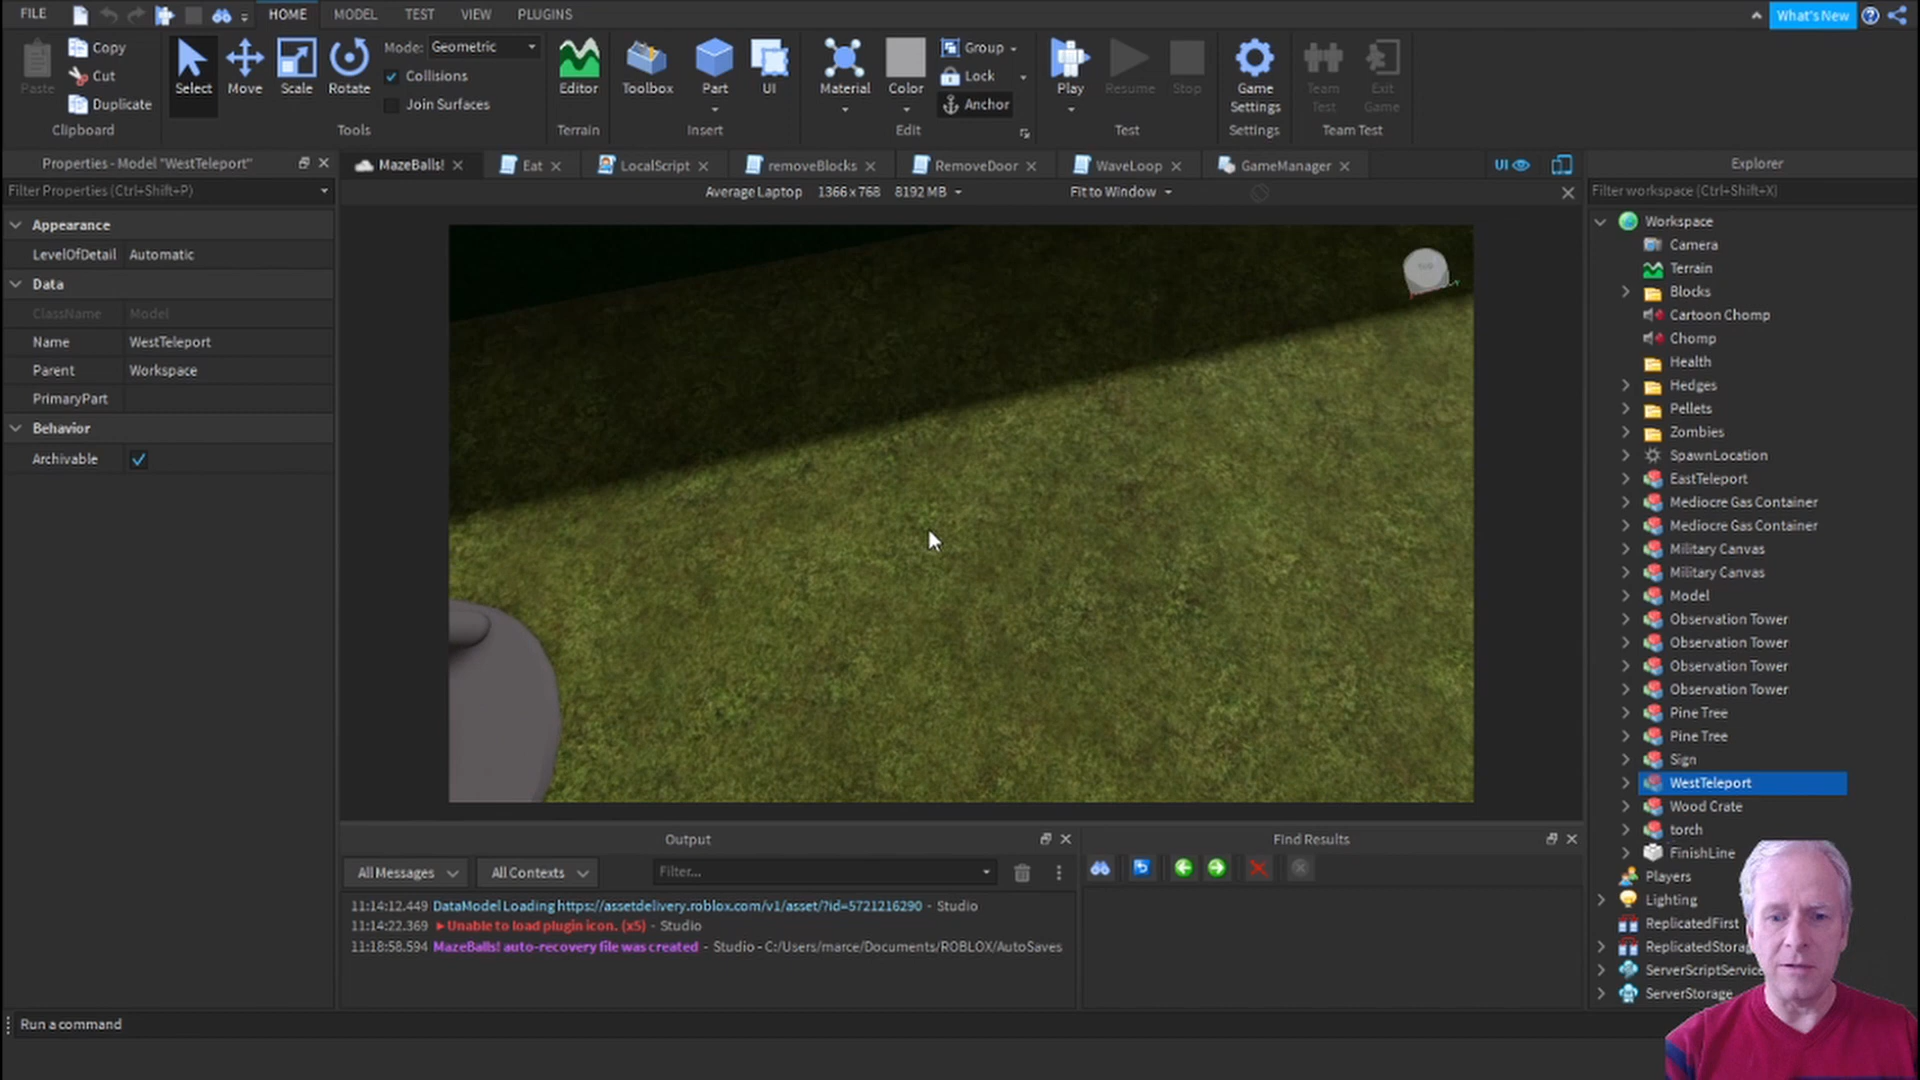 FILE HOME MODEL TEST VIEW PLUGINS What's New
Copy
Cut
Duplicate
Paste
Clipboard
Select Move Scale Rotate
Mode: Geometric
Collisions
Join Surfaces
Tools
Editor
Terrain
Toolbox Part UI
Insert
Material Color
Group
Lock
Anchor
Edit
Play Resume Stop
Test
Game Settings
Settings
Team Test Exit Game
Team Test
Properties - Model "WestTeleport"
Filter Properties (Ctrl+Shift+P)
Appearance
LevelOfDetail Automatic
Data
ClassName Model
Name WestTeleport
Parent Workspace
PrimaryPart
Behavior
Archivable
MazeBalls! Eat LocalScript removeBlocks RemoveDoor WaveLoop GameManager UI
Average Laptop 1366 x 768 8192 MB Fit to Window
Explorer
Filter workspace (Ctrl+Shift+X)
Workspace
Camera
Terrain
Blocks
Cartoon Chomp
Chomp
Health
Hedges
Pellets
Zombies
SpawnLocation
EastTeleport
Mediocre Gas Container
Mediocre Gas Container
Military Canvas
Military Canvas
Model
Observation Tower
Observation Tower
Observation Tower
Observation Tower
Pine Tree
Pine Tree
Sign
WestTeleport
Wood Crate
torch
FinishLine
Players
Lighting
ReplicatedFirst
ReplicatedStorag
ServerScriptService
ServerStorage
Output
All Messages All Contexts Filter...
11:14:12.449 DataModel Loading https://assetdelivery.roblox.com/v1/asset/?id=5721216290 - Studio
11:14:22.369 Unable to load plugin icon. (x5) - Studio
11:18:58.594 MazeBalls! auto-recovery file was created - Studio - C:/Users/marce/Documents/ROBLOX/AutoSaves
Find Results
Run a command